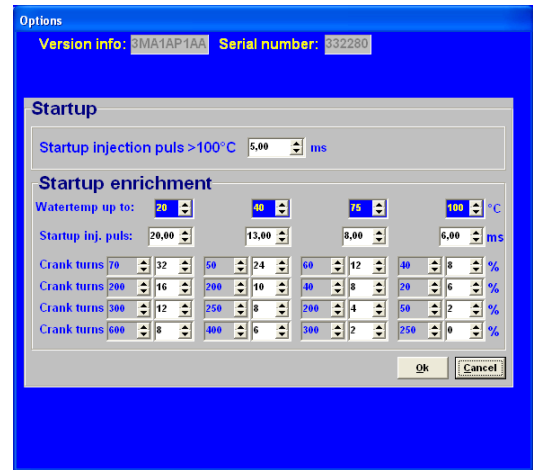 Options
Version info: 3MA1AP1AA Serial number: 332280
Startup
Startup injection puls >100°C 5,00 ms
Startup enrichment
Watertemp up to: 20 40 75 100 °C
Startup inj. puls: 20,00 13,00 8,00 6,00 ms
Crank turns 70 32 50 24 60 12 40 8 %
Crank turns 200 16 200 10 40 8 20 6 %
Crank turns 300 12 250 8 200 4 50 2 %
Crank turns 600 8 400 6 300 2 250 0 %
Ok Cancel